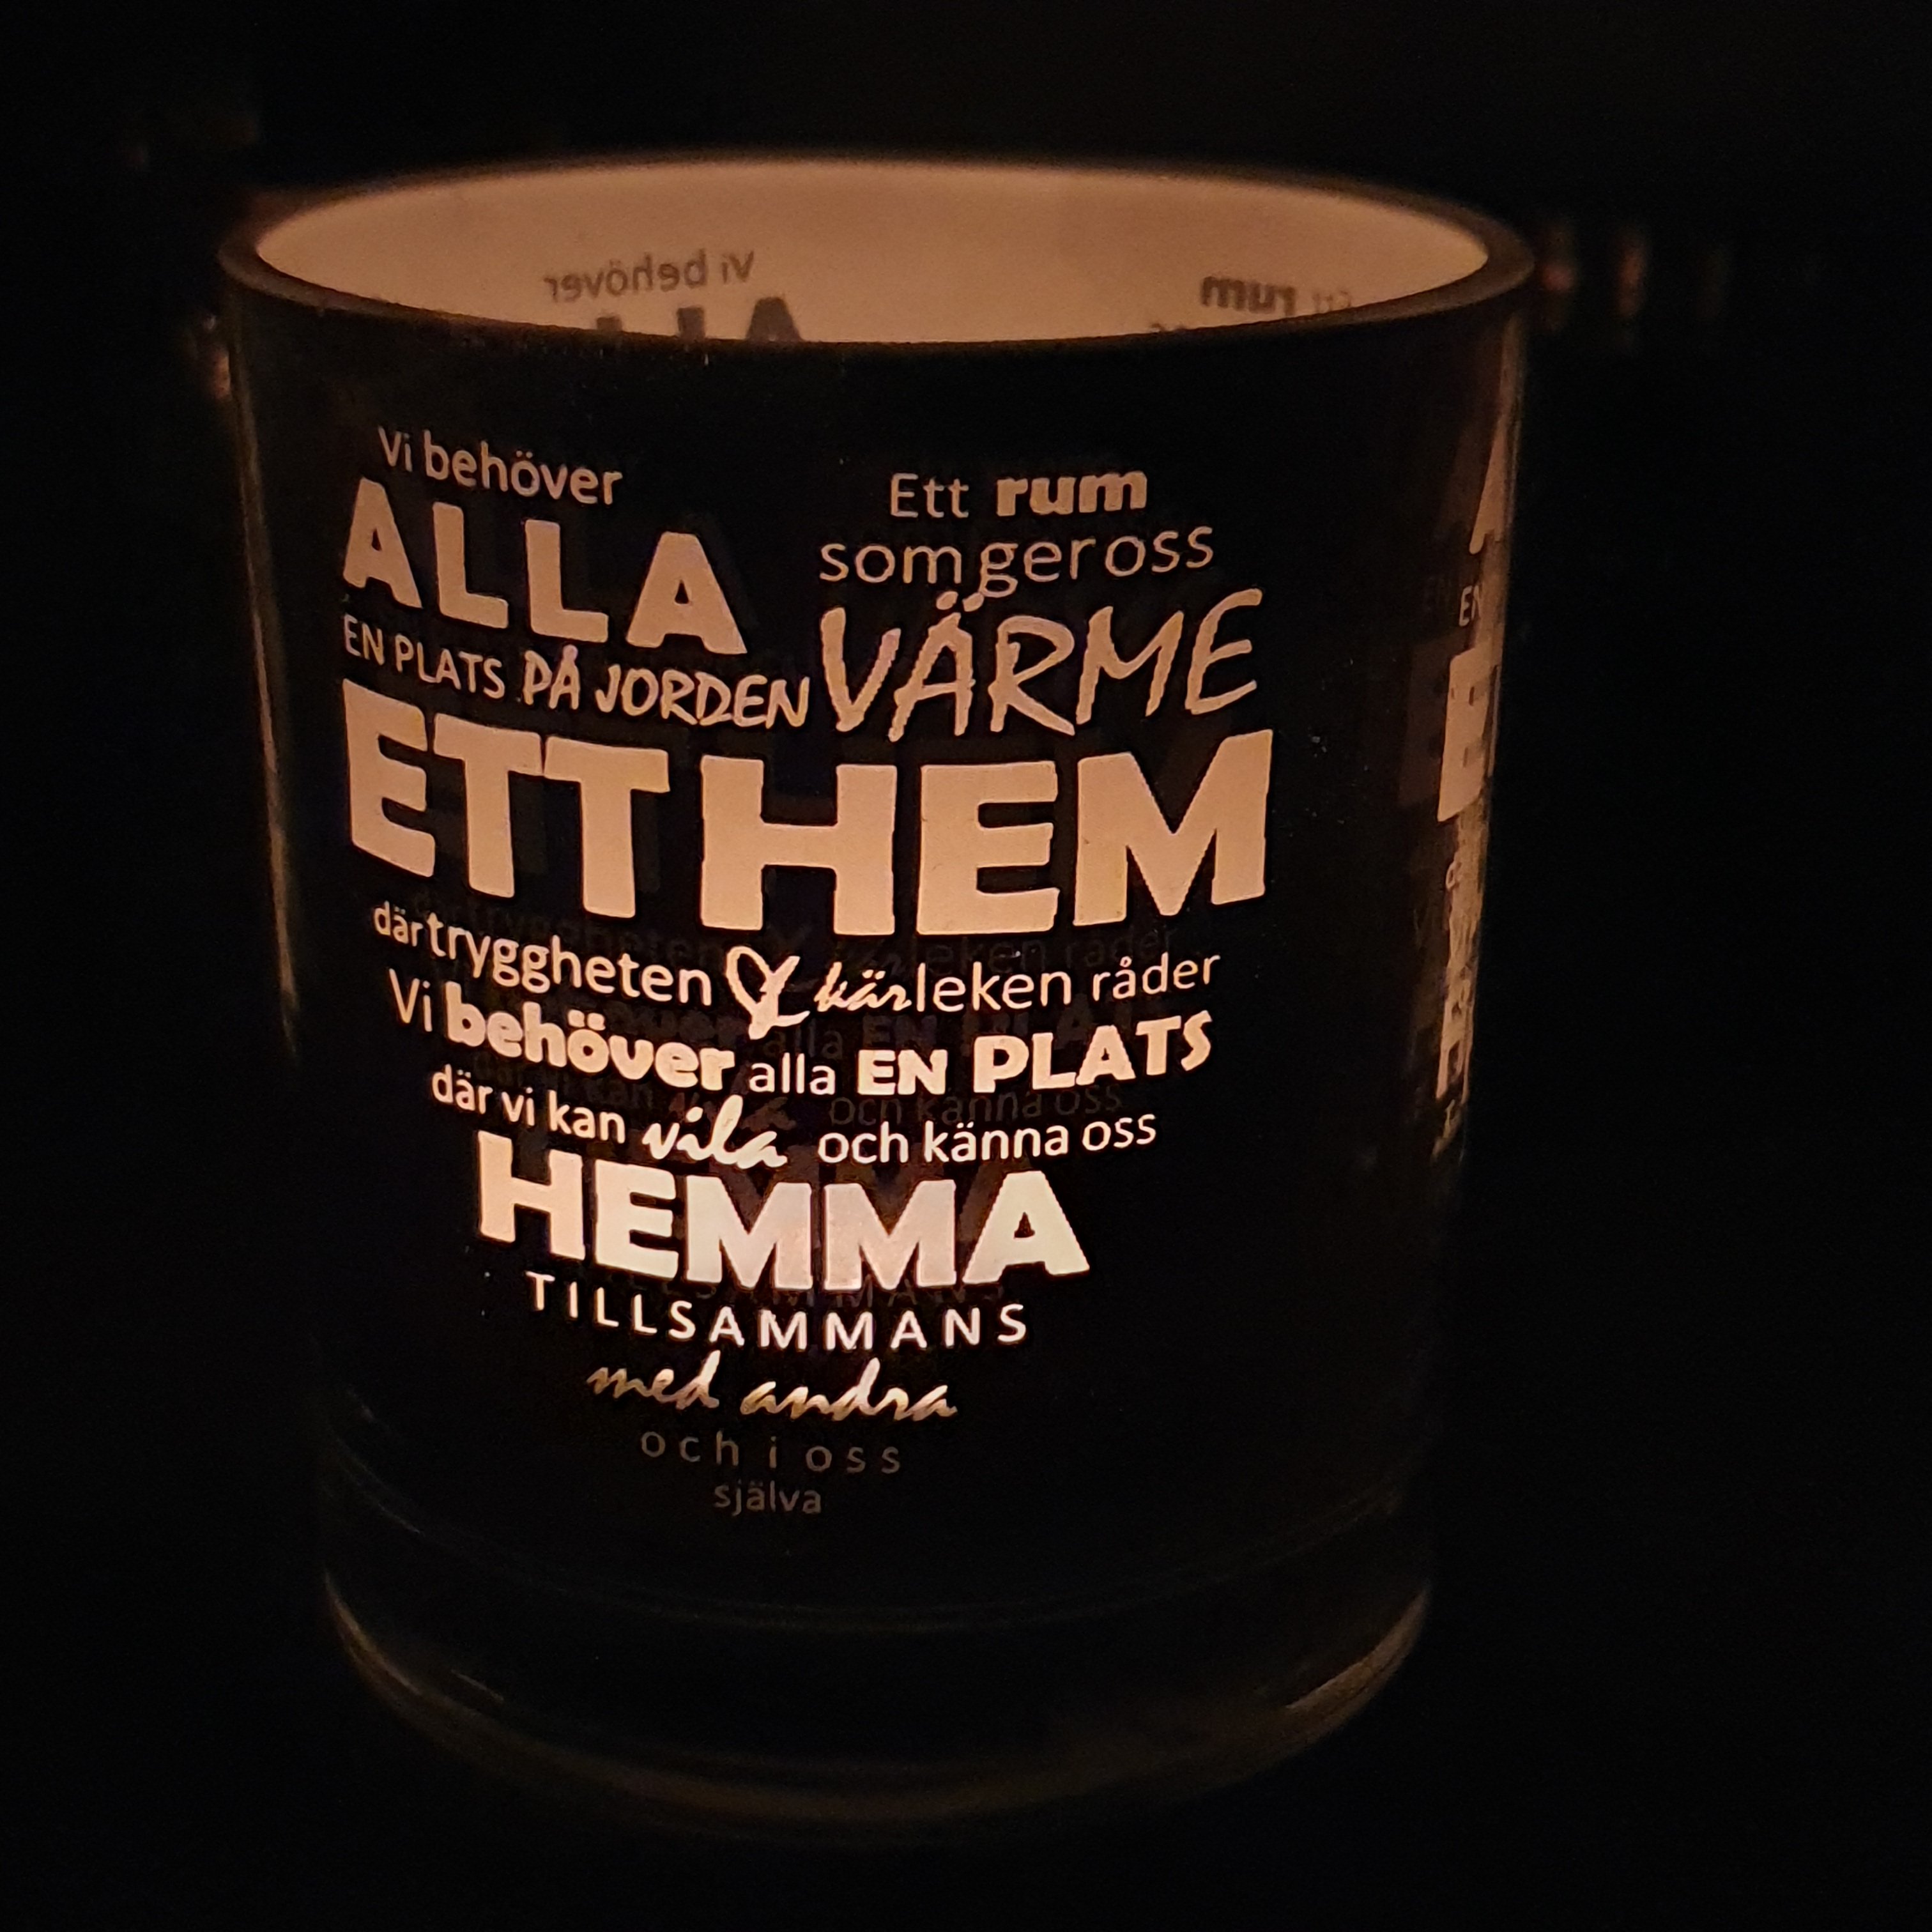 Vi behöver
ALLA
EN PLATS PÅ JORDEN
Ett rum
som ger oss
VÄRME
ETT HEM
där tryggheten & kärleken råder
Vi behöver alla EN PLATS
där vi kan vila och känna oss
HEMMA
TILLSAMMANS
med andra
och i oss
själva